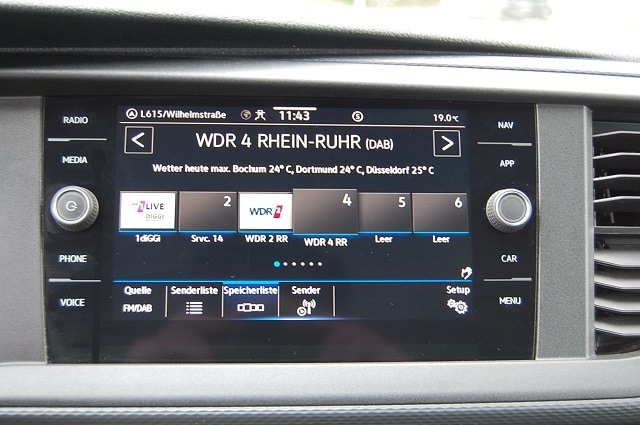 L615/Wilhelmstraße 11:43 19.0°C
RADIO
MEDIA
PHONE
VOICE
< WDR 4 RHEIN-RUHR (DAB) >
Wetter heute max. Bochum 24° C, Dortmund 24° C, Düsseldorf 25° C
1LIVE DIGGI 2 WDR 2 4 5 6
1diGGi Srvc. 14 WDR 2 RR WDR 4 RR Leer Leer
Quelle Senderliste Speicherliste Sender Setup
FM/DAB
NAV
APP
CAR
MENU